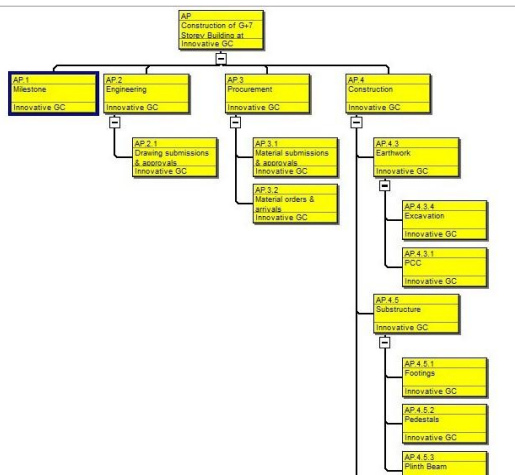 AP
Construction of G+7
Storey Building at
Innovative GC
AP.1
Milestone
Innovative GC
AP.2
Engineering
Innovative GC
AP.3
Procurement
Innovative GC
AP.4
Construction
Innovative GC
AP.2.1
Drawing submissions
& approvals
Innovative GC
AP.3.1
Material submissions
& approvals
Innovative GC
AP.3.2
Material orders &
arrivals
Innovative GC
AP.4.3
Earthwork
Innovative GC
AP.4.3.4
Excavation
Innovative GC
AP.4.3.1
PCC
Innovative GC
AP.4.5
Substructure
Innovative GC
AP.4.5.1
Footings
Innovative GC
AP.4.5.2
Pedestals
Innovative GC
AP.4.5.3
Plinth Beam